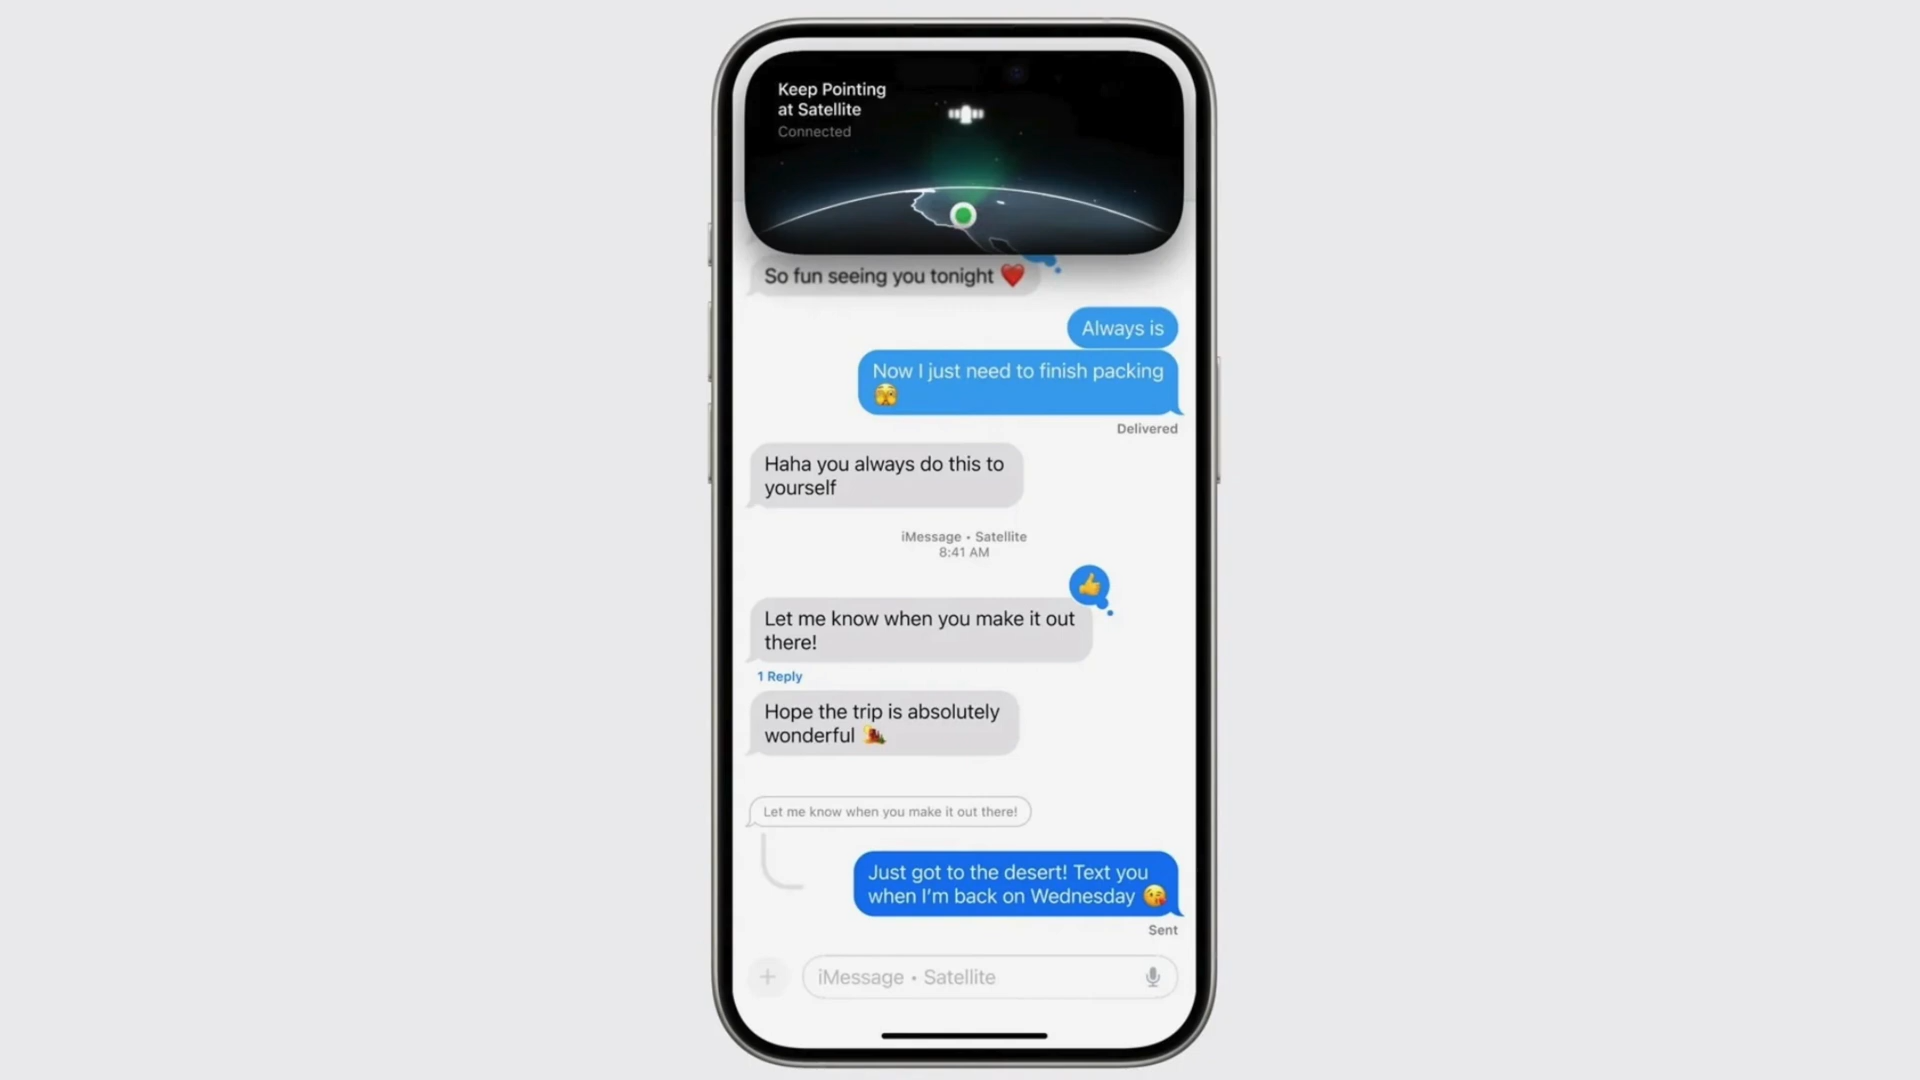 Keep Pointing
at Satellite
Connected
So fun seeing you tonight ❤️
Always is
Now I just need to finish packing
🫣
Delivered
Haha you always do this to
yourself
iMessage • Satellite
8:41 AM
Let me know when you make it out
there!
1 Reply
Hope the trip is absolutely
wonderful 🏜️
Let me know when you make it out there!
Just got to the desert! Text you
when I’m back on Wednesday 😘
Sent
iMessage • Satellite